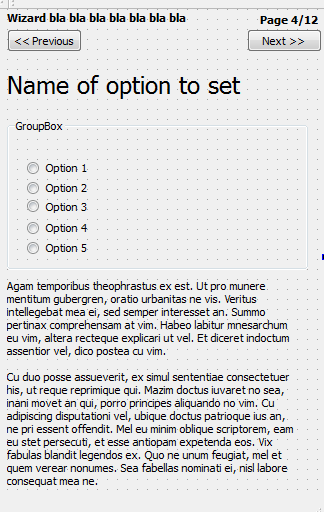 Wizard bla bla bla bla bla bla bla
Page 4/12
<< Previous
Next >>
Name of option to set
GroupBox
Option 1
Option 2
Option 3
Option 4
Option 5
Agam temporibus theophrastus ex est. Ut pro munere
mentitum gubergren, oratio urbanitas ne vis. Veritus
intellegebat mea ei, sed semper interesset an. Summo
pertinax comprehensam at vim. Habeo labitur mnesarchum
eu vim, altera recteque explicari ut vel. Et diceret indoctum
assentior vel, dico postea cu vim.
Cu duo posse assueverit, ex simul sententiae consectetuer
his, ut reque reprimique qui. Mazim doctus iuvaret no sea,
inani movet an qui, porro principes aliquando no vim. Cu
adipiscing disputationi vel, ubique doctus patrioque ius an,
ne pri essent offendit. Mel eu minim oblique scriptorem, eam
eu stet persecuti, et esse antiopam expetenda eos. Vix
fabulas blandit legendos ex. Quo ne unum feugiat, mel et
quem verear nonumes. Sea fabellas nominati ei, nisl labore
consequat mea ne.